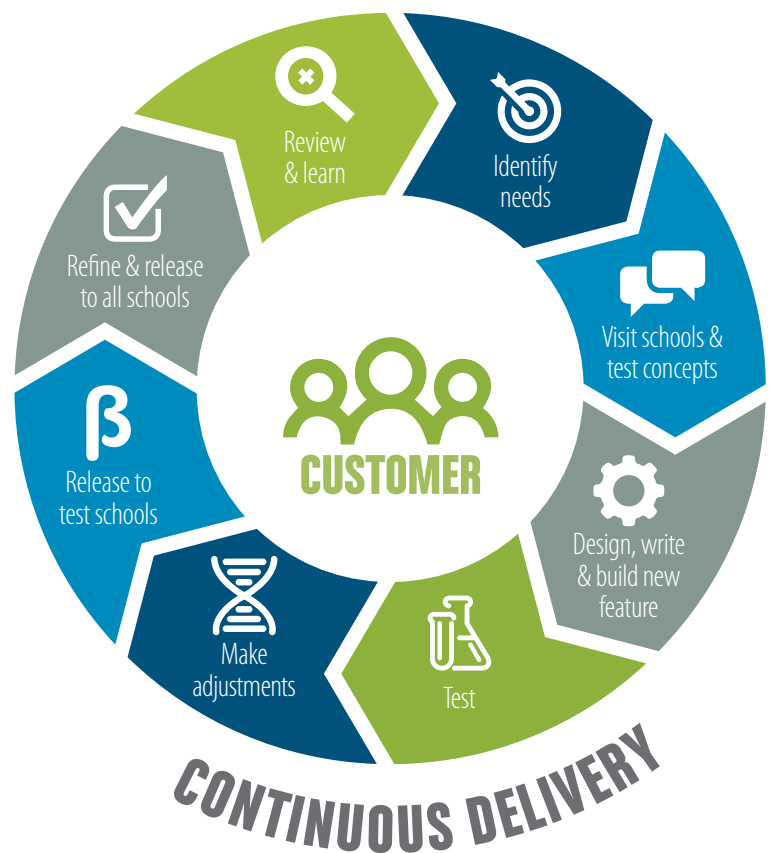 Identify
needs
Visit schools &
test concepts
Design, write
& build new
feature
Test
Make
adjustments
β
Release to
test schools
Refine & release
to all schools
Review
& learn
CUSTOMER
CONTINUOUS DELIVERY